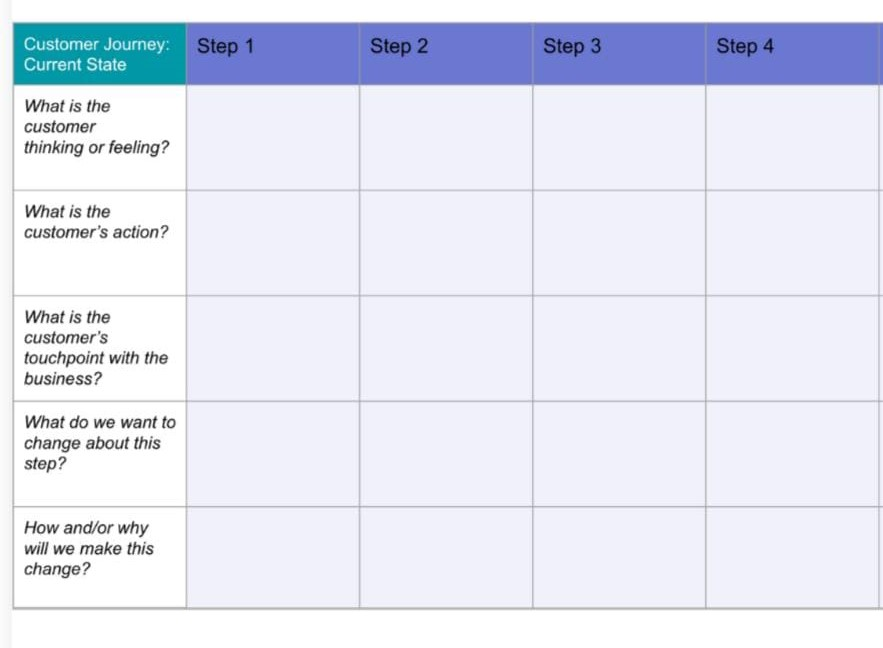 Customer Journey:
Current State
Step 1
Step 2
Step 3
Step 4
What is the
customer
thinking or feeling?
What is the
customer's action?
What is the
customer's
touchpoint with the
business?
What do we want to
change about this
step?
How and/or why
will we make this
change?